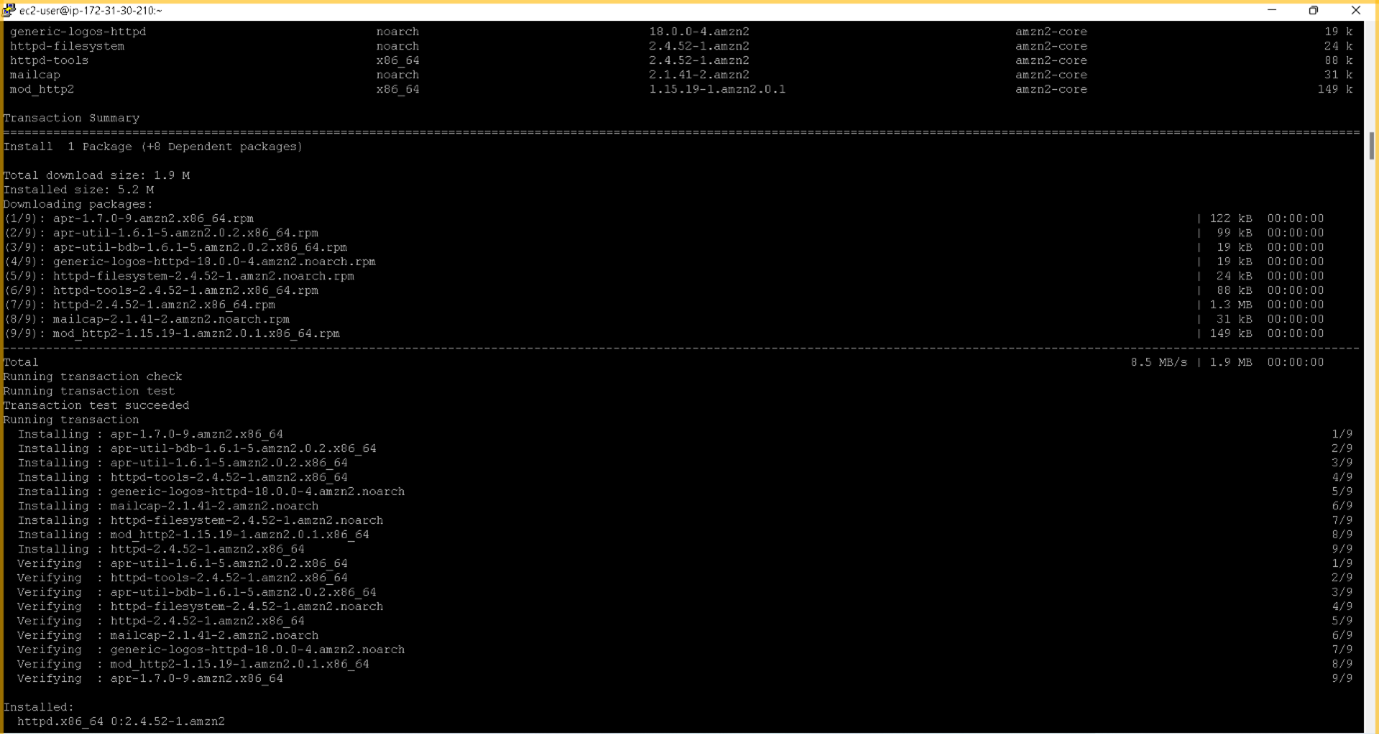 ec2-user@ip-172-31-30-210:~
generic-logos-httpd noarch 18.0.0-4.amzn2 amzn2-core 19 k
httpd-filesystem noarch 2.4.52-1.amzn2 amzn2-core 24 k
httpd-tools x86_64 2.4.52-1.amzn2 amzn2-core 88 k
mailcap noarch 2.1.41-2.amzn2 amzn2-core 31 k
mod_http2 x86_64 1.15.19-1.amzn2.0.1 amzn2-core 149 k
Transaction Summary
================================================================================
Install 1 Package (+8 Dependent packages)
Total download size: 1.9 M
Installed size: 5.2 M
Downloading packages:
(1/9): apr-1.7.0-9.amzn2.x86_64.rpm | 122 kB 00:00:00
(2/9): apr-util-1.6.1-5.amzn2.0.2.x86_64.rpm | 99 kB 00:00:00
(3/9): apr-util-bdb-1.6.1-5.amzn2.0.2.x86_64.rpm | 19 kB 00:00:00
(4/9): generic-logos-httpd-18.0.0-4.amzn2.noarch.rpm | 19 kB 00:00:00
(5/9): httpd-filesystem-2.4.52-1.amzn2.noarch.rpm | 24 kB 00:00:00
(6/9): httpd-tools-2.4.52-1.amzn2.x86_64.rpm | 88 kB 00:00:00
(7/9): httpd-2.4.52-1.amzn2.x86_64.rpm | 1.3 MB 00:00:00
(8/9): mailcap-2.1.41-2.amzn2.noarch.rpm | 31 kB 00:00:00
(9/9): mod_http2-1.15.19-1.amzn2.0.1.x86_64.rpm | 149 kB 00:00:00
--------------------------------------------------------------------------------
Total 8.5 MB/s | 1.9 MB 00:00:00
Running transaction check
Running transaction test
Transaction test succeeded
Running transaction
Installing : apr-1.7.0-9.amzn2.x86_64 1/9
Installing : apr-util-bdb-1.6.1-5.amzn2.0.2.x86_64 2/9
Installing : apr-util-1.6.1-5.amzn2.0.2.x86_64 3/9
Installing : httpd-tools-2.4.52-1.amzn2.x86_64 4/9
Installing : generic-logos-httpd-18.0.0-4.amzn2.noarch 5/9
Installing : mailcap-2.1.41-2.amzn2.noarch 6/9
Installing : httpd-filesystem-2.4.52-1.amzn2.noarch 7/9
Installing : mod_http2-1.15.19-1.amzn2.0.1.x86_64 8/9
Installing : httpd-2.4.52-1.amzn2.x86_64 9/9
Verifying : apr-util-1.6.1-5.amzn2.0.2.x86_64 1/9
Verifying : httpd-tools-2.4.52-1.amzn2.x86_64 2/9
Verifying : apr-util-bdb-1.6.1-5.amzn2.0.2.x86_64 3/9
Verifying : httpd-filesystem-2.4.52-1.amzn2.noarch 4/9
Verifying : httpd-2.4.52-1.amzn2.x86_64 5/9
Verifying : mailcap-2.1.41-2.amzn2.noarch 6/9
Verifying : generic-logos-httpd-18.0.0-4.amzn2.noarch 7/9
Verifying : mod_http2-1.15.19-1.amzn2.0.1.x86_64 8/9
Verifying : apr-1.7.0-9.amzn2.x86_64 9/9
Installed:
httpd.x86_64 0:2.4.52-1.amzn2